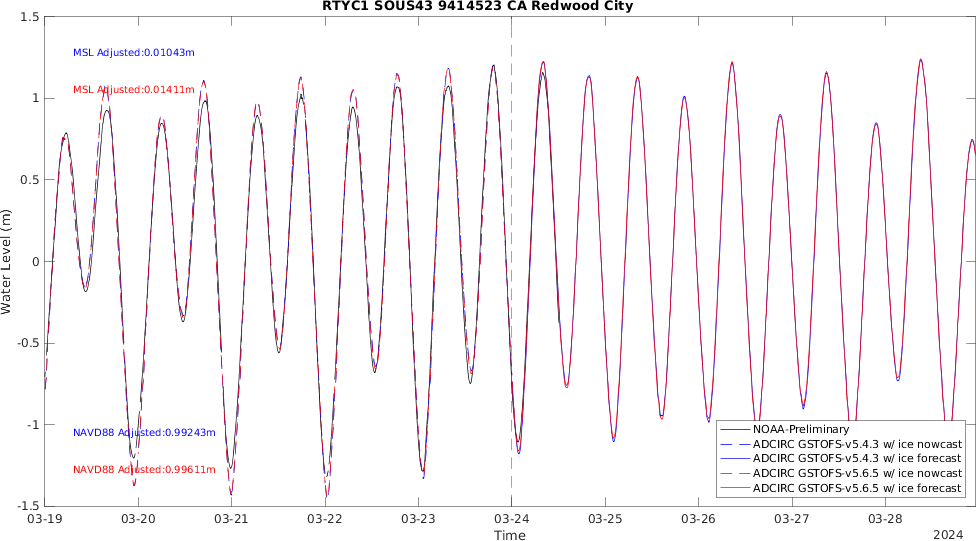 RTYC1 SOUS43 9414523 CA Redwood City
1.5
MSL Adjusted:0.01043m
1
MSL Adjusted:0.01411m
0.5
Water Level (m)
0
-0.5
-1
NAVD88 Adjusted:0.99243m
NAVD88 Adjusted:0.99611m
-1.5
NOAA-Preliminary
ADCIRC GSTOFS-v5.4.3 w/ ice nowcast
ADCIRC GSTOFS-v5.4.3 w/ ice forecast
ADCIRC GSTOFS-v5.6.5 w/ ice nowcast
ADCIRC GSTOFS-v5.6.5 w/ ice forecast
03-19 03-20 03-21 03-22 03-23 03-24 03-25 03-26 03-27 03-28
Time
2024